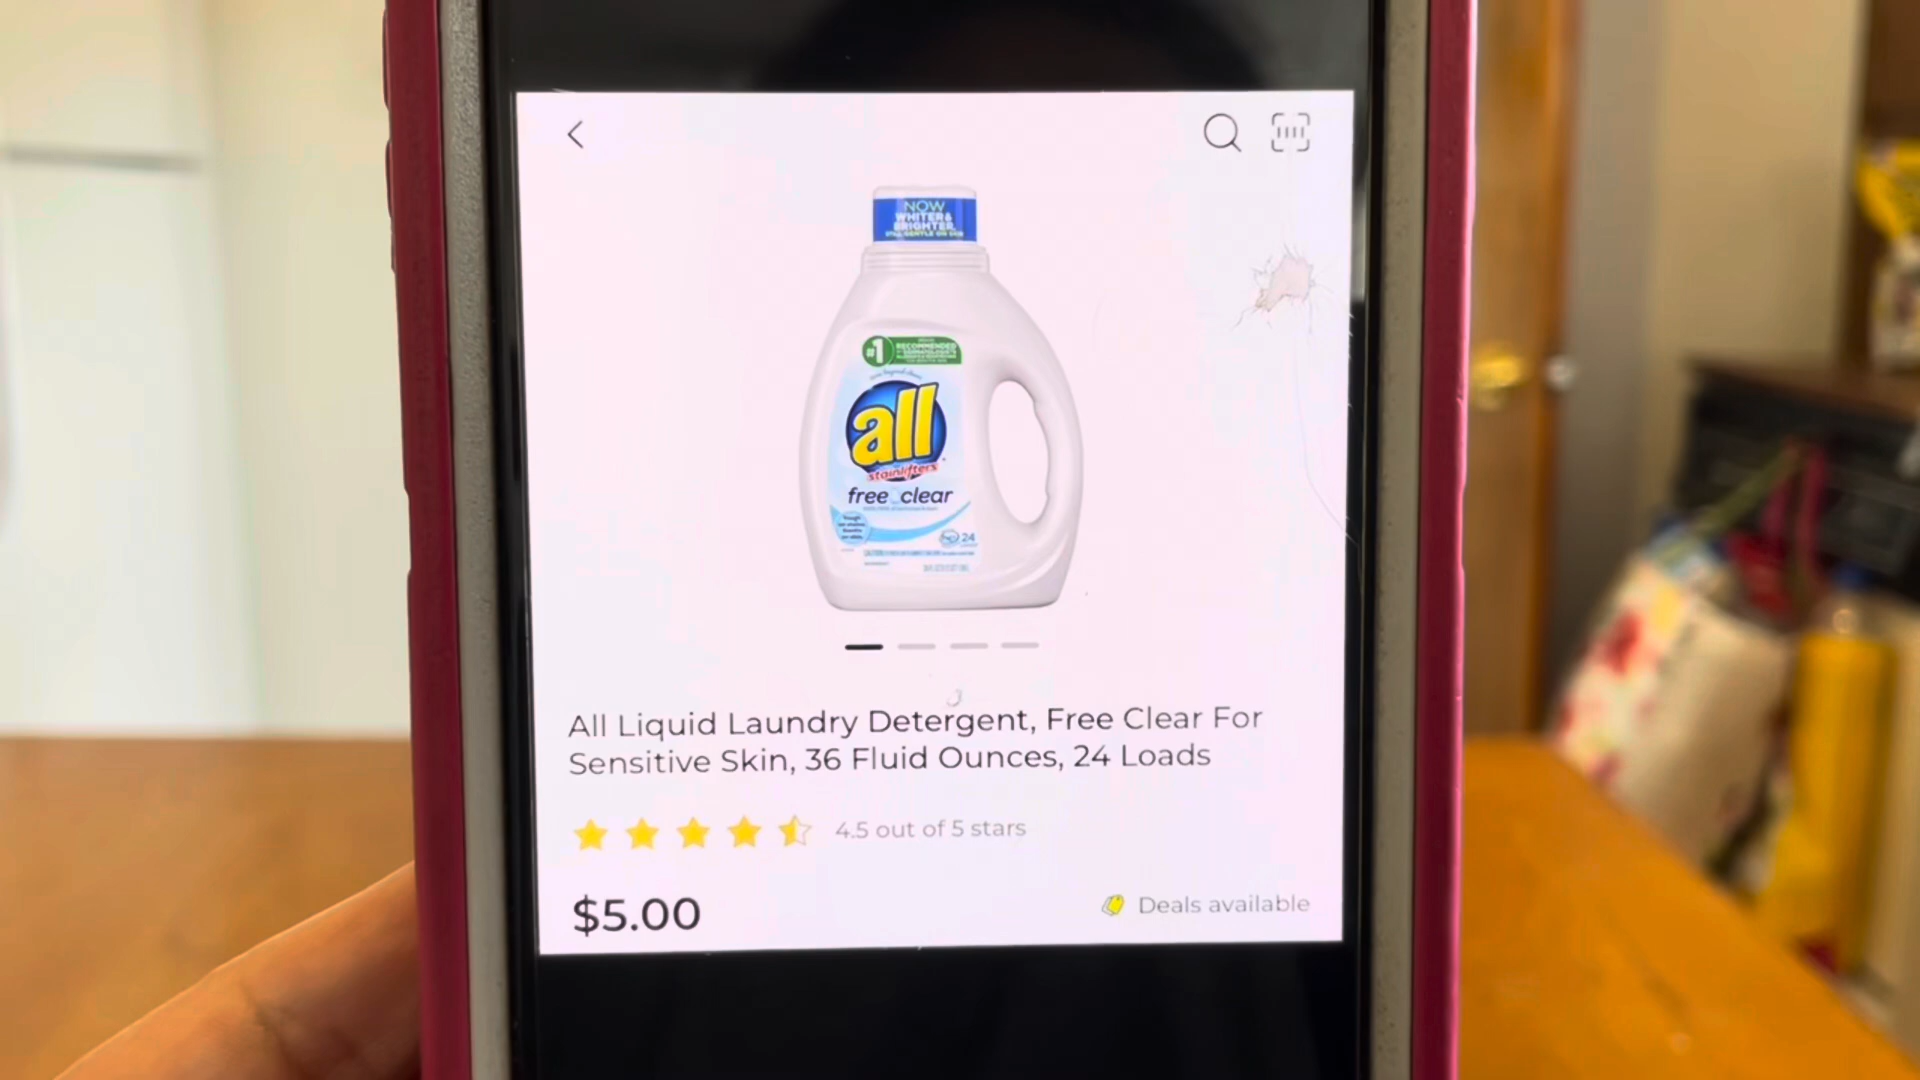 NOW
WHITER &
BRIGHTER
STILL GENTLE ON SKIN
#1 RECOMMENDED
all
stainlifters
free clear
24
All Liquid Laundry Detergent, Free Clear For
Sensitive Skin, 36 Fluid Ounces, 24 Loads
4.5 out of 5 stars
$5.00
Deals available